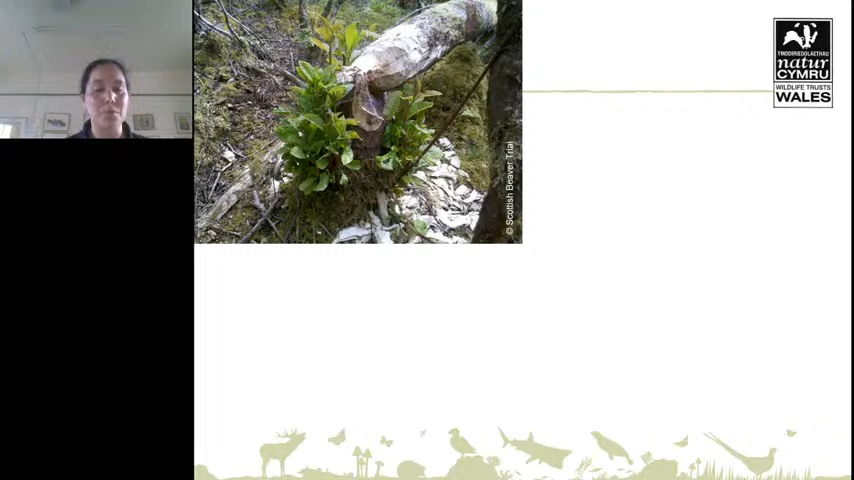 © Scottish Beaver Trial
YMDDIRIEDOLAETHAU
natur
CYMRU
WILDLIFE TRUSTS
WALES